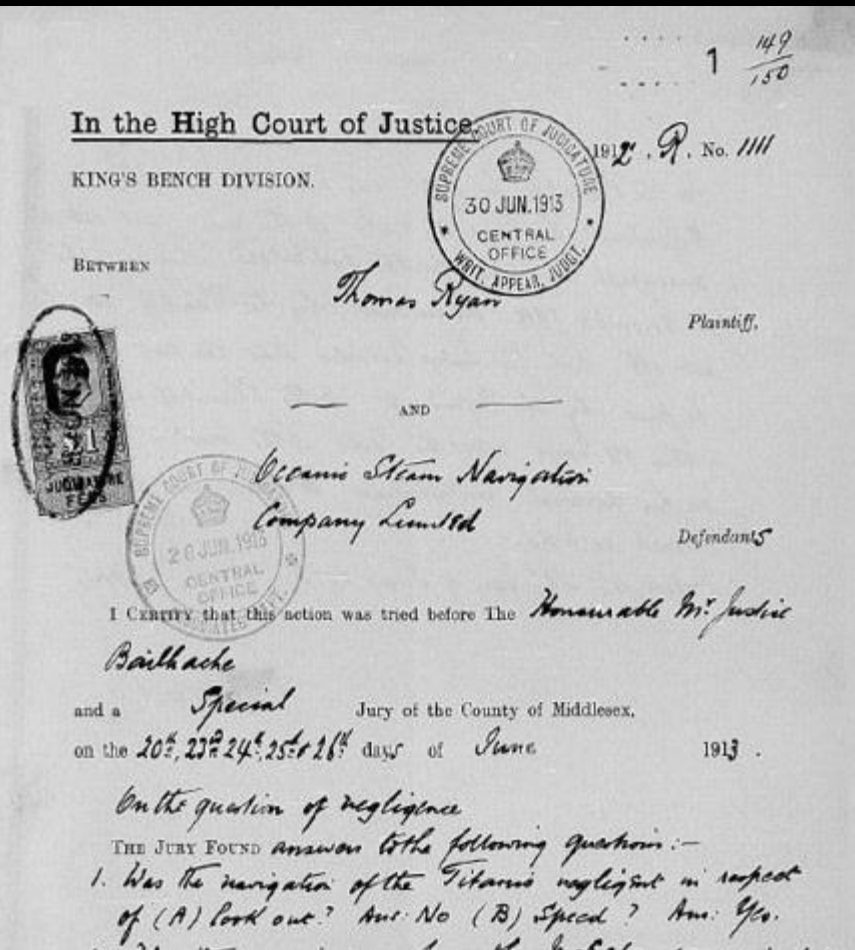 1 149
150
In the High Court of Justice.
1912. R. No. 1111
KING'S BENCH DIVISION.
SUPREME COURT OF JUDICATURE
30 JUN. 1913
CENTRAL
OFFICE
WRIT. APPEAR. JUDGT.
BETWEEN
Thomas Ryan
Plaintiff,
AND
£1
JUDICATURE
FEES
Oceanic Steam Navigation
Company Limited
Defendants
SUPREME COURT OF JUDICATURE
26 JUN. 1913
CENTRAL
OFFICE
I CERTIFY that this action was tried before The Honourable Mr. Justice
Bailhache
and a Special Jury of the County of Middlesex,
on the 20th, 23rd 24th, 25th & 26th days of June 1913.
On the question of negligence
THE JURY FOUND answers to the following questions:-
1. Was the navigation of the Titanic negligent in respect
of (A) look out? Ans: No (B) Speed? Ans: Yes.